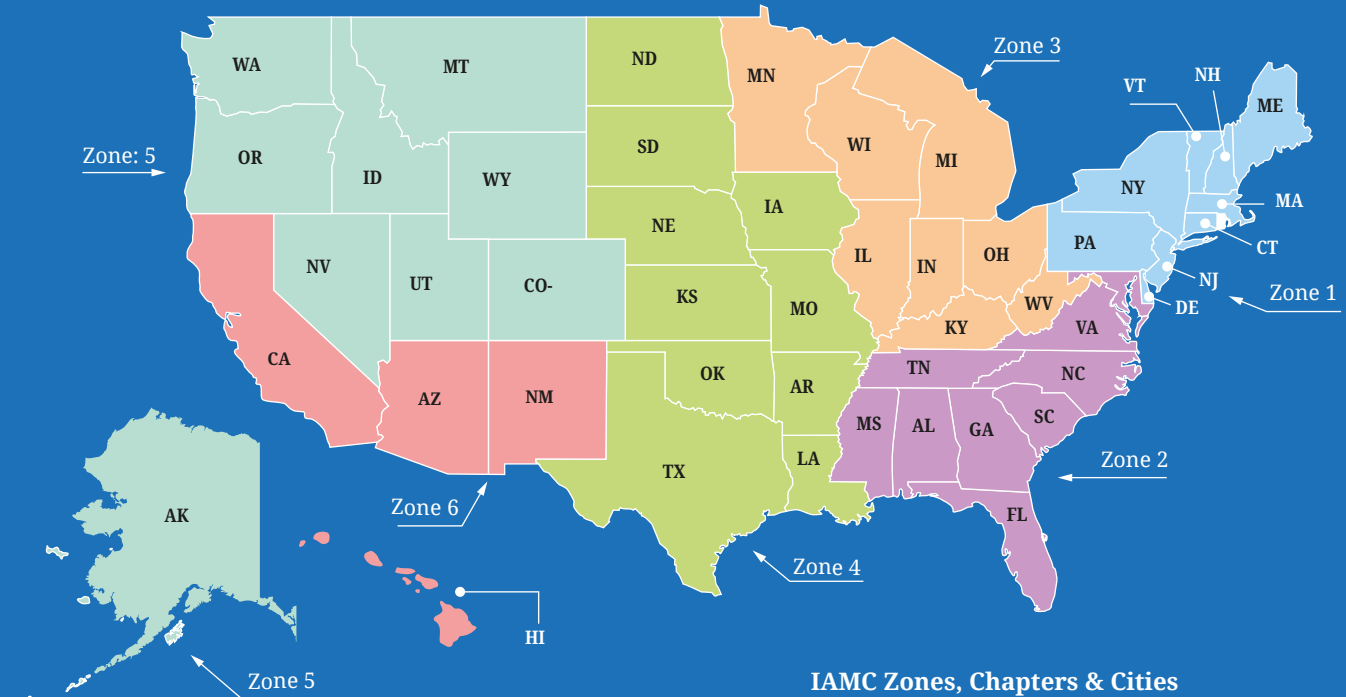 Zone 3
VT
NH
ME
WA
MT
ND
MN
Zone: 5
OR
ID
WY
SD
WI
MI
NY
MA
NV
UT
CO-
NE
IA
IL
IN
OH
PA
CT
NJ
DE
Zone 1
CA
KS
MO
KY
WV
VA
AZ
NM
OK
AR
TN
NC
MS
AL
GA
SC
TX
LA
Zone 2
FL
AK
Zone 6
Zone 4
HI
Zone 5
IAMC Zones, Chapters & Cities